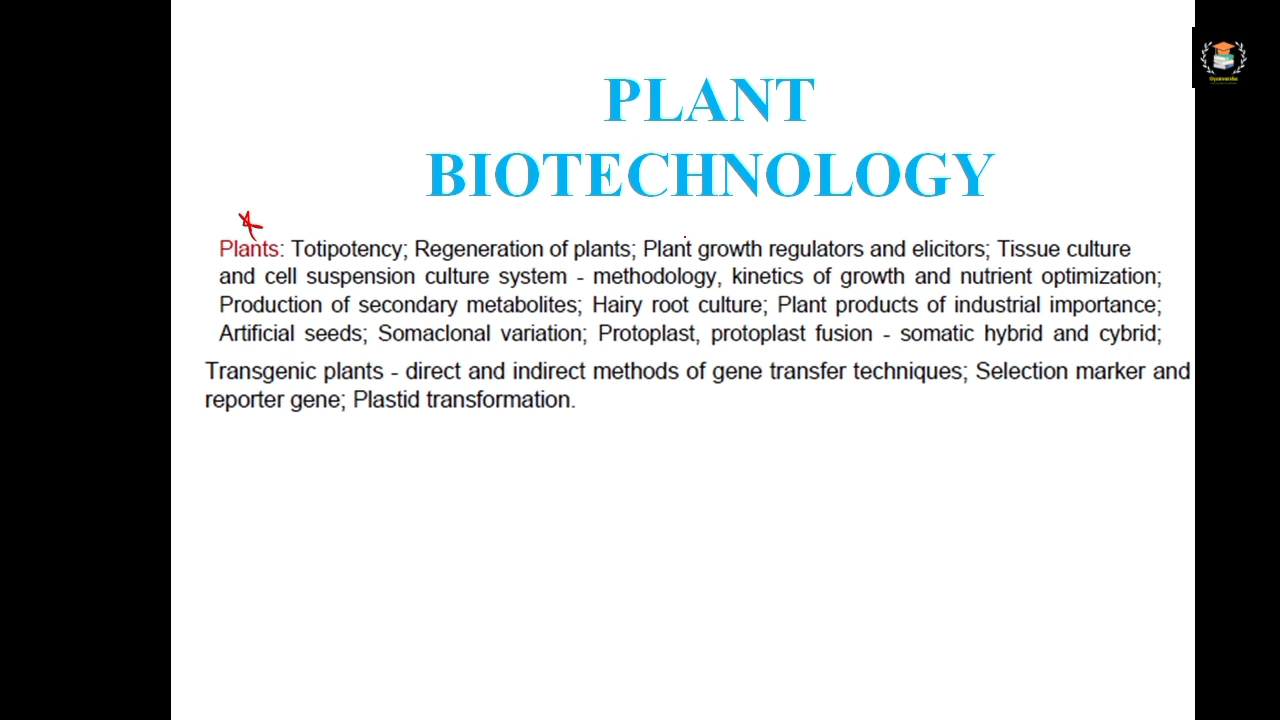 PLANT
BIOTECHNOLOGY
Plants: Totipotency; Regeneration of plants; Plant growth regulators and elicitors; Tissue culture
and cell suspension culture system - methodology, kinetics of growth and nutrient optimization;
Production of secondary metabolites; Hairy root culture; Plant products of industrial importance;
Artificial seeds; Somaclonal variation; Protoplast, protoplast fusion - somatic hybrid and cybrid;
Transgenic plants - direct and indirect methods of gene transfer techniques; Selection marker and
reporter gene; Plastid transformation.